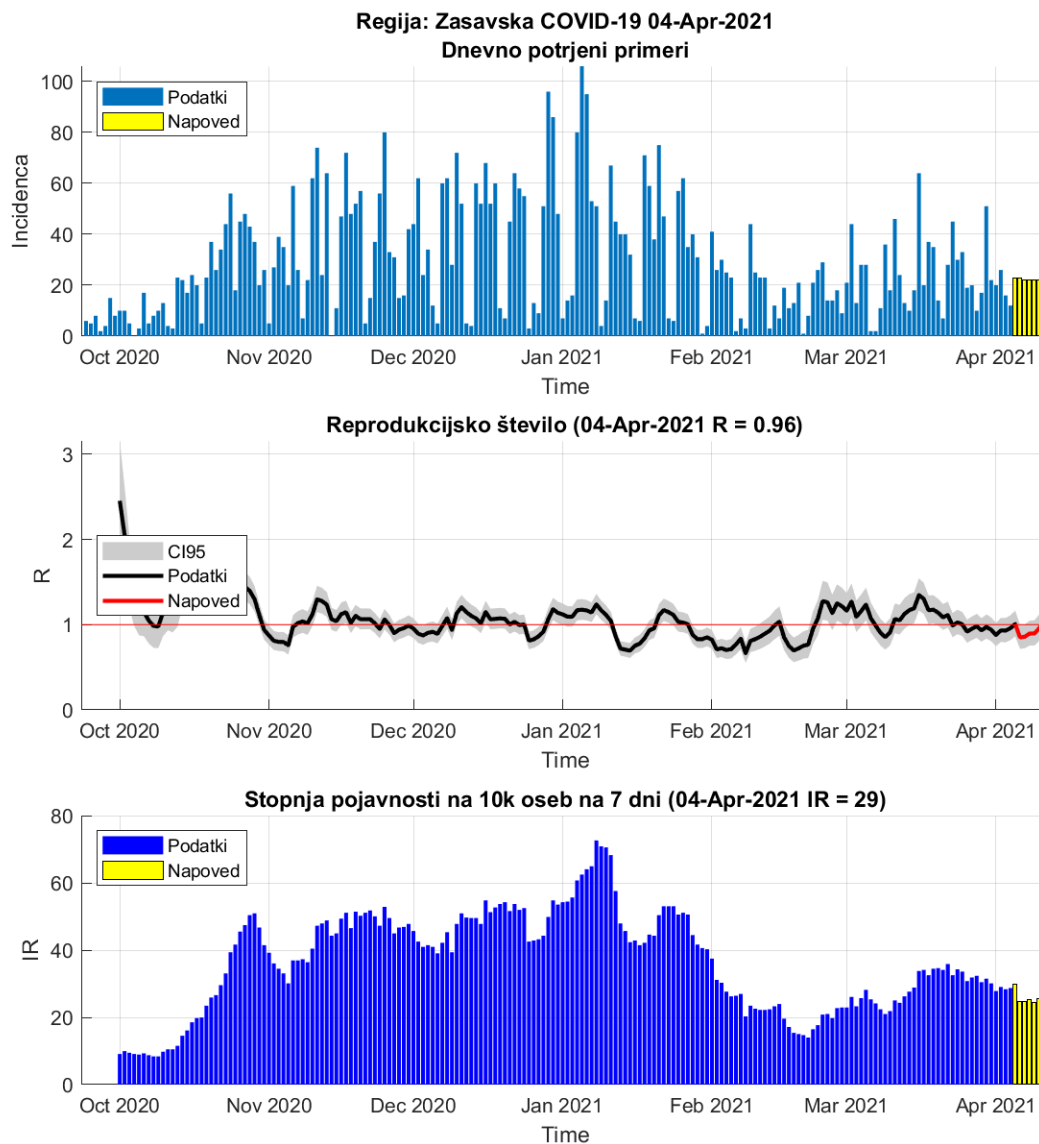 Regija: Zasavska COVID-19 04-Apr-2021
Dnevno potrjeni primeri
100
80
60
40
20
0
Incidenca
Podatki
Napoved
Oct 2020 Nov 2020 Dec 2020 Jan 2021 Feb 2021 Mar 2021 Apr 2021
Time
Reprodukcijsko število (04-Apr-2021 R = 0.96)
3
2
1
0
R
CI95
Podatki
Napoved
Oct 2020 Nov 2020 Dec 2020 Jan 2021 Feb 2021 Mar 2021 Apr 2021
Time
Stopnja pojavnosti na 10k oseb na 7 dni (04-Apr-2021 IR = 29)
80
60
40
20
0
IR
Podatki
Napoved
Oct 2020 Nov 2020 Dec 2020 Jan 2021 Feb 2021 Mar 2021 Apr 2021
Time